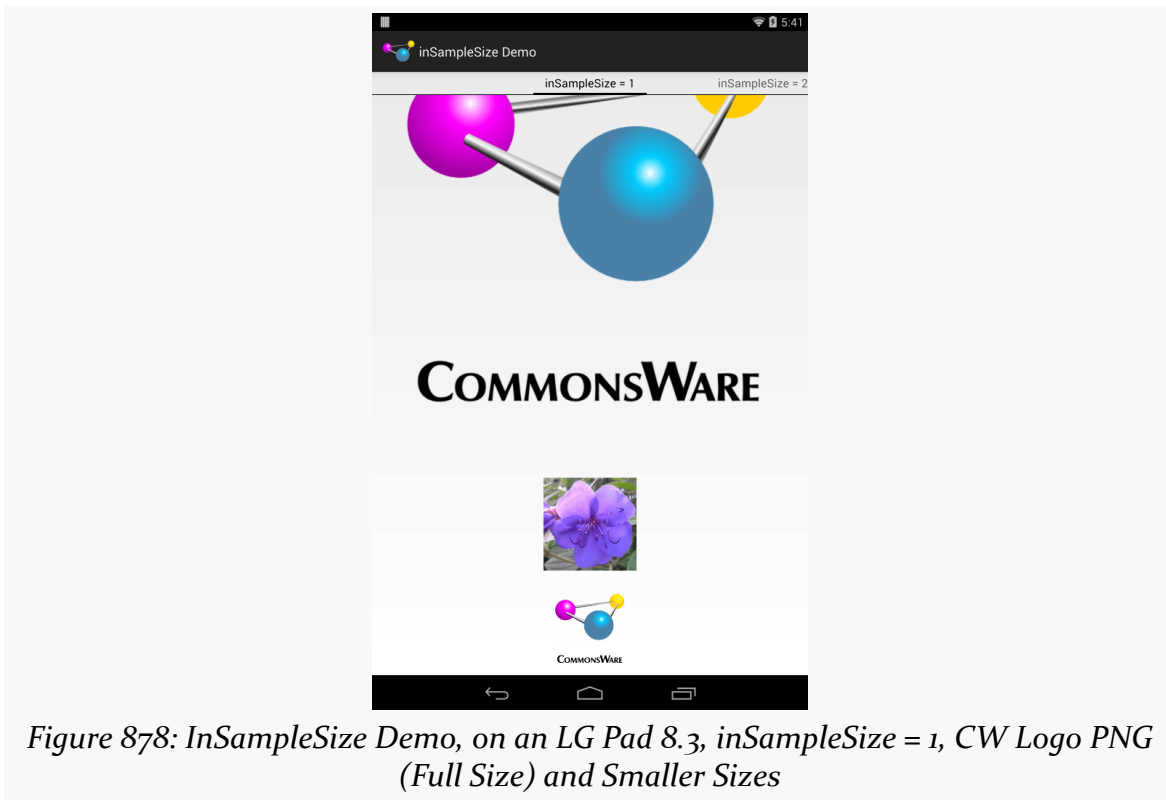 5:41
inSampleSize Demo
inSampleSize = 1
inSampleSize = 2
COMMONSWARE
COMMONSWARE
Figure 878: InSampleSize Demo, on an LG Pad 8.3, inSampleSize = 1, CW Logo PNG
(Full Size) and Smaller Sizes